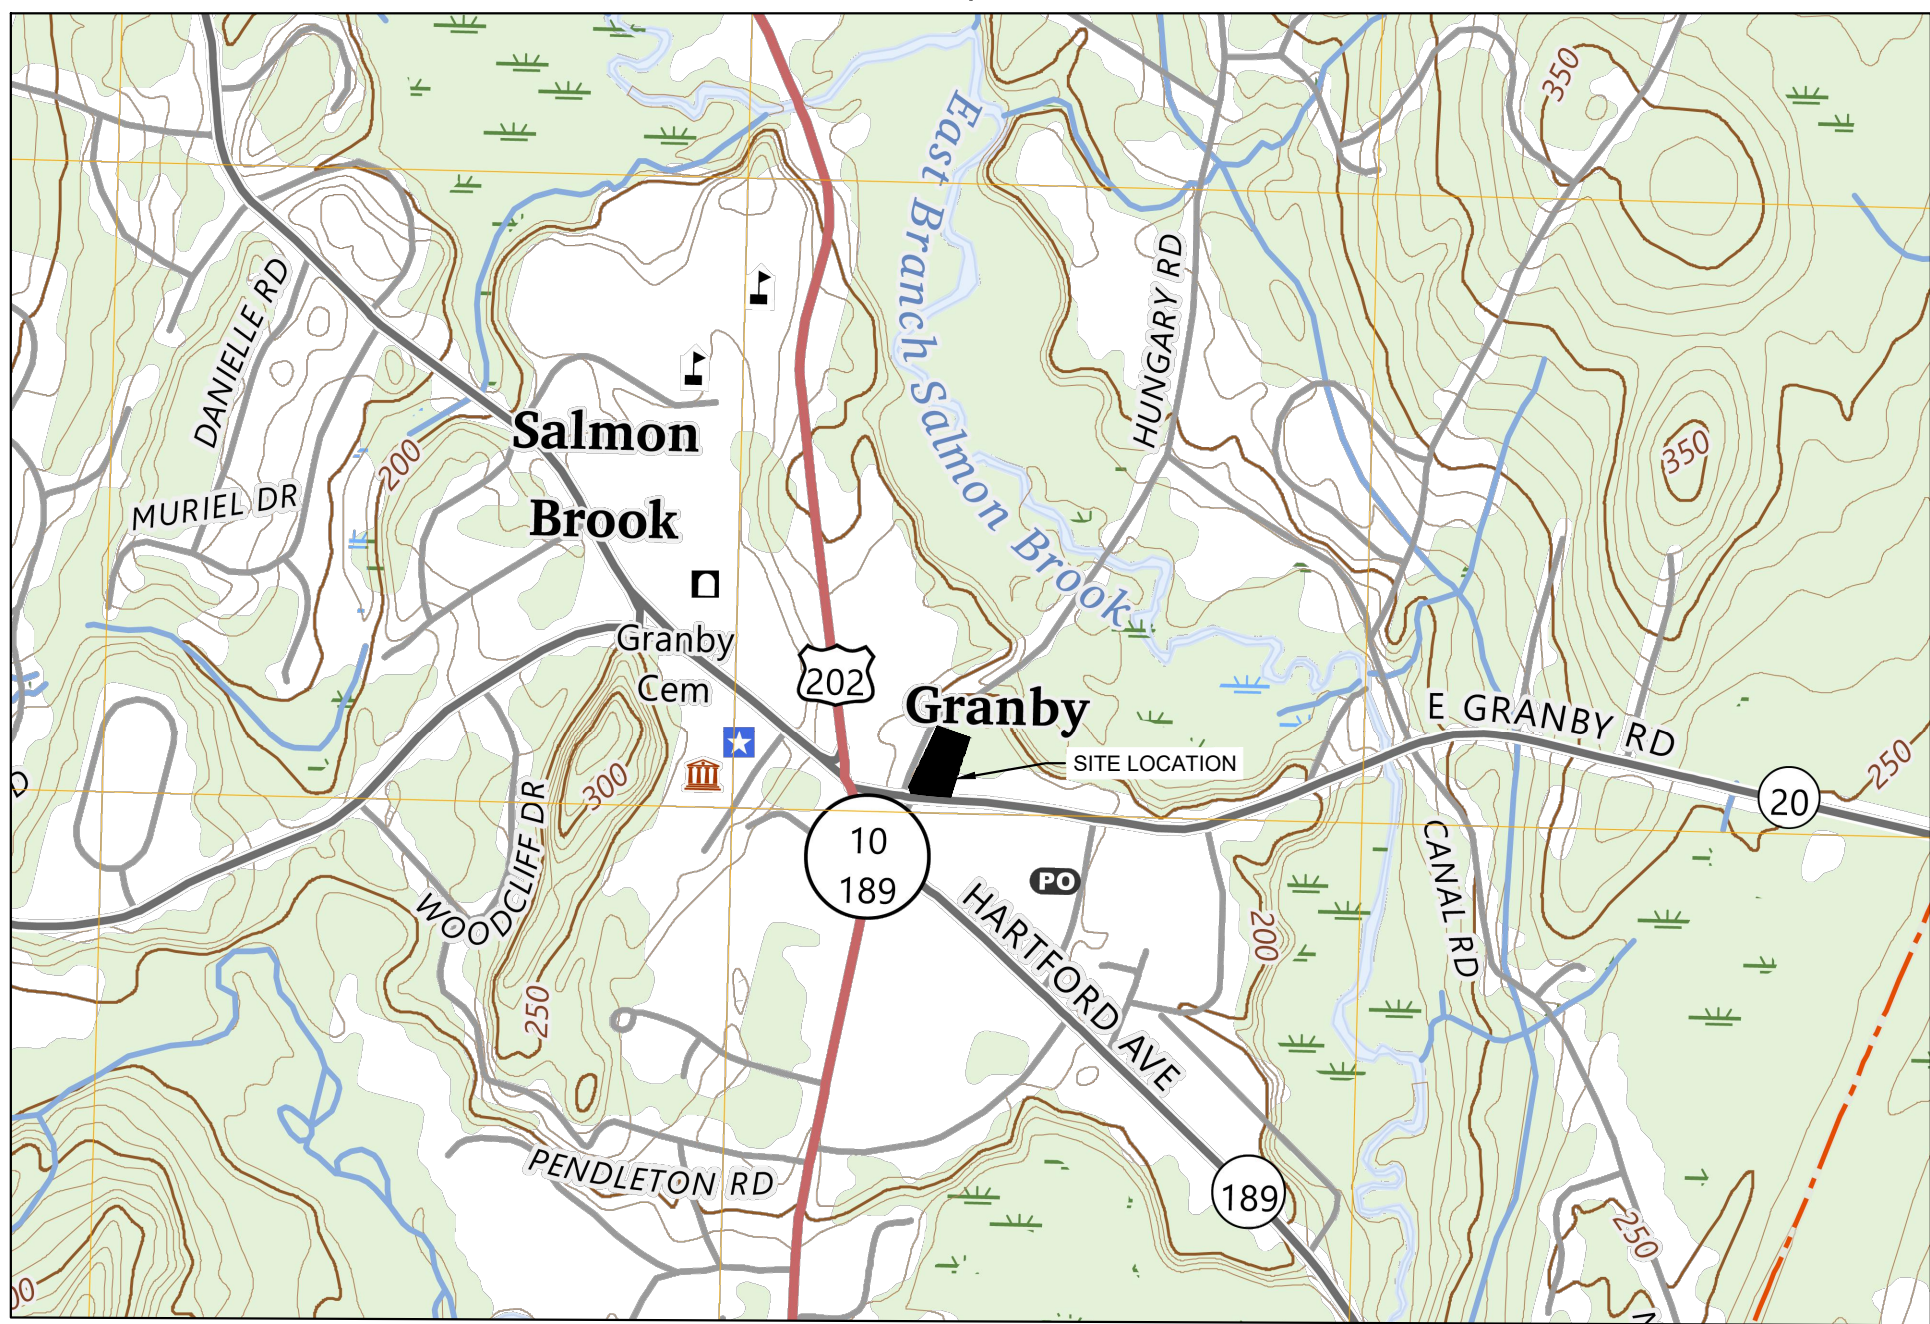 350
East Branch Salmon Brook
HUNGARY RD
DANIELLE RD
200
Salmon
Brook
350
MURIEL DR
Granby
Cem
202
Granby
SITE LOCATION
E GRANBY RD
250
20
300
10
189
PO
WOODCLIFF DR
CANAL RD
HARTFORD AVE
200
250
PENDLETON RD
189
250